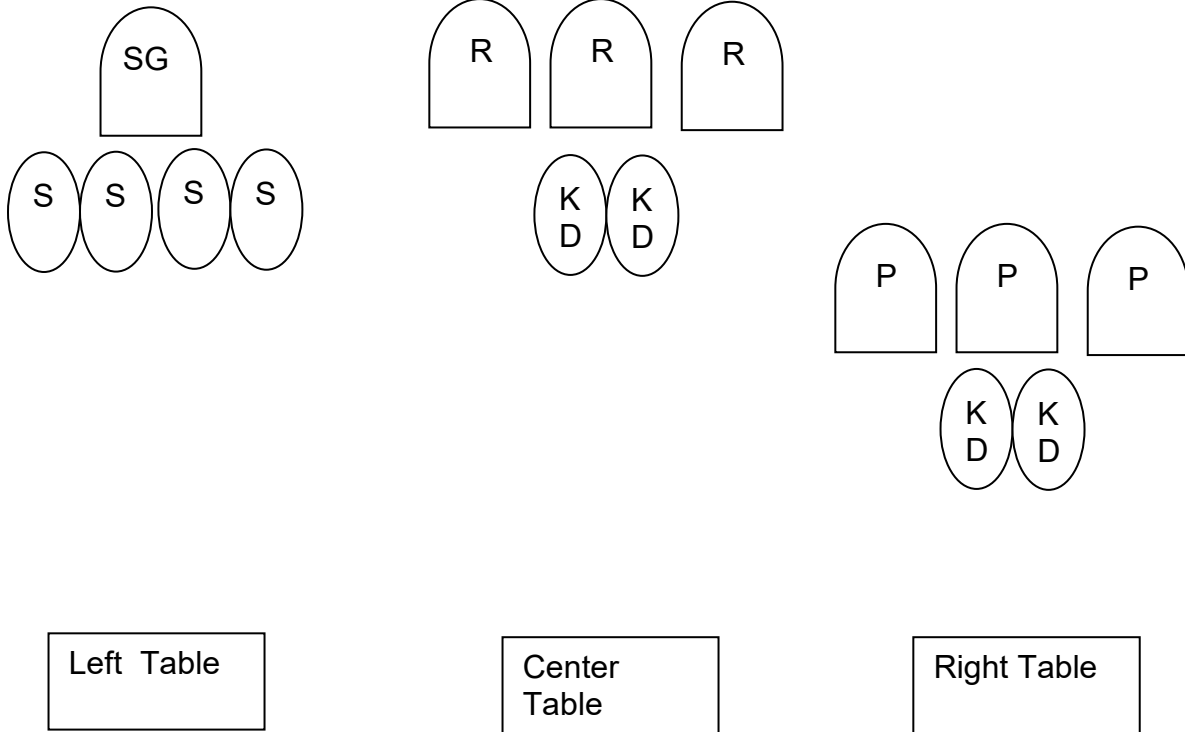 SG
R R R
S S S S
K K
D D
P P P
K K
D D
Left Table
Center
Table
Right Table